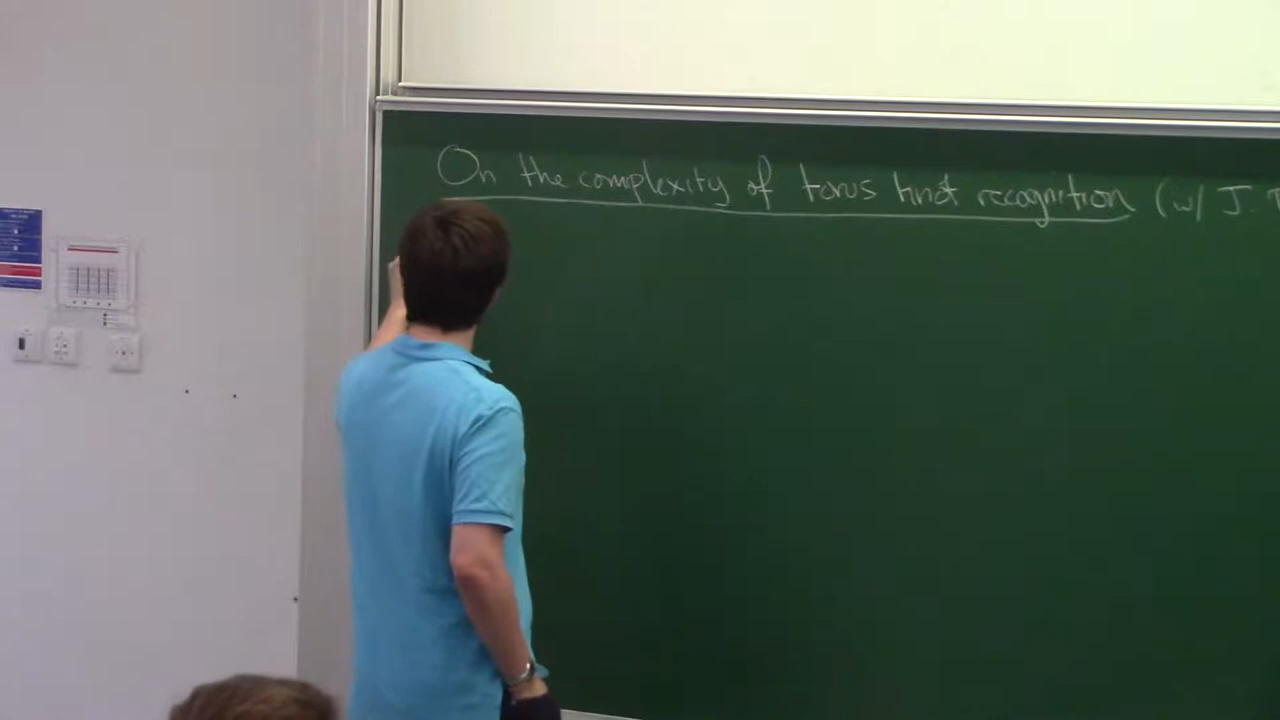 On the complexity of torus knot recognition (w/ J.